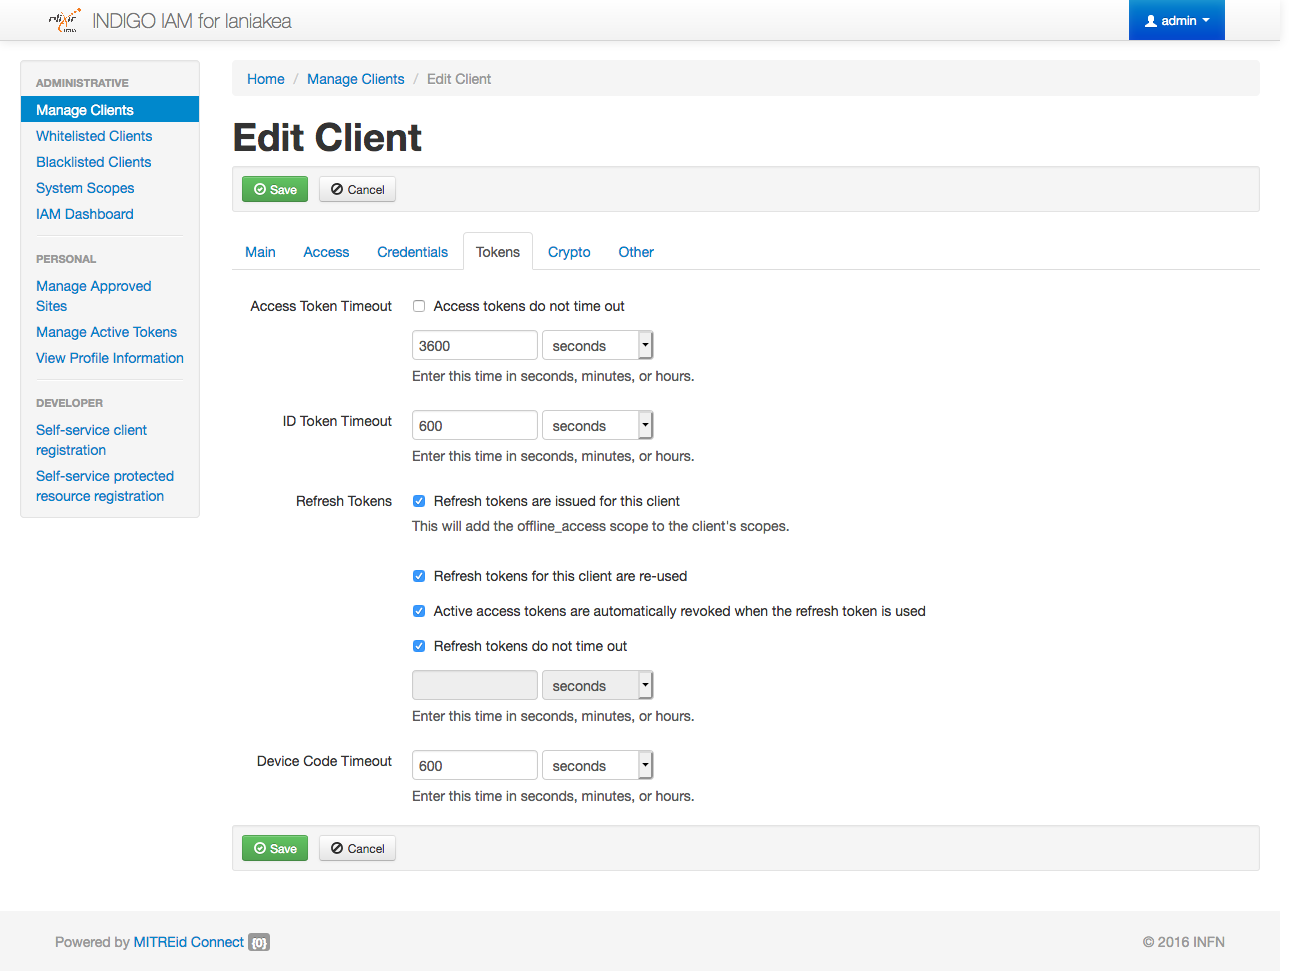 elixir
INDIGO IAM for laniakea
admin
ADMINISTRATIVE
Manage Clients
Whitelisted Clients
Blacklisted Clients
System Scopes
IAM Dashboard
PERSONAL
Manage Approved
Sites
Manage Active Tokens
View Profile Information
DEVELOPER
Self-service client
registration
Self-service protected
resource registration
Home / Manage Clients / Edit Client
Edit Client
Save Cancel
Main Access Credentials Tokens Crypto Other
Access Token Timeout Access tokens do not time out
3600 seconds
Enter this time in seconds, minutes, or hours.
ID Token Timeout
600 seconds
Enter this time in seconds, minutes, or hours.
Refresh Tokens Refresh tokens are issued for this client
This will add the offline_access scope to the client's scopes.
Refresh tokens for this client are re-used
Active access tokens are automatically revoked when the refresh token is used
Refresh tokens do not time out
seconds
Enter this time in seconds, minutes, or hours.
Device Code Timeout
600 seconds
Enter this time in seconds, minutes, or hours.
Save Cancel
Powered by MITREid Connect {0}
© 2016 INFN